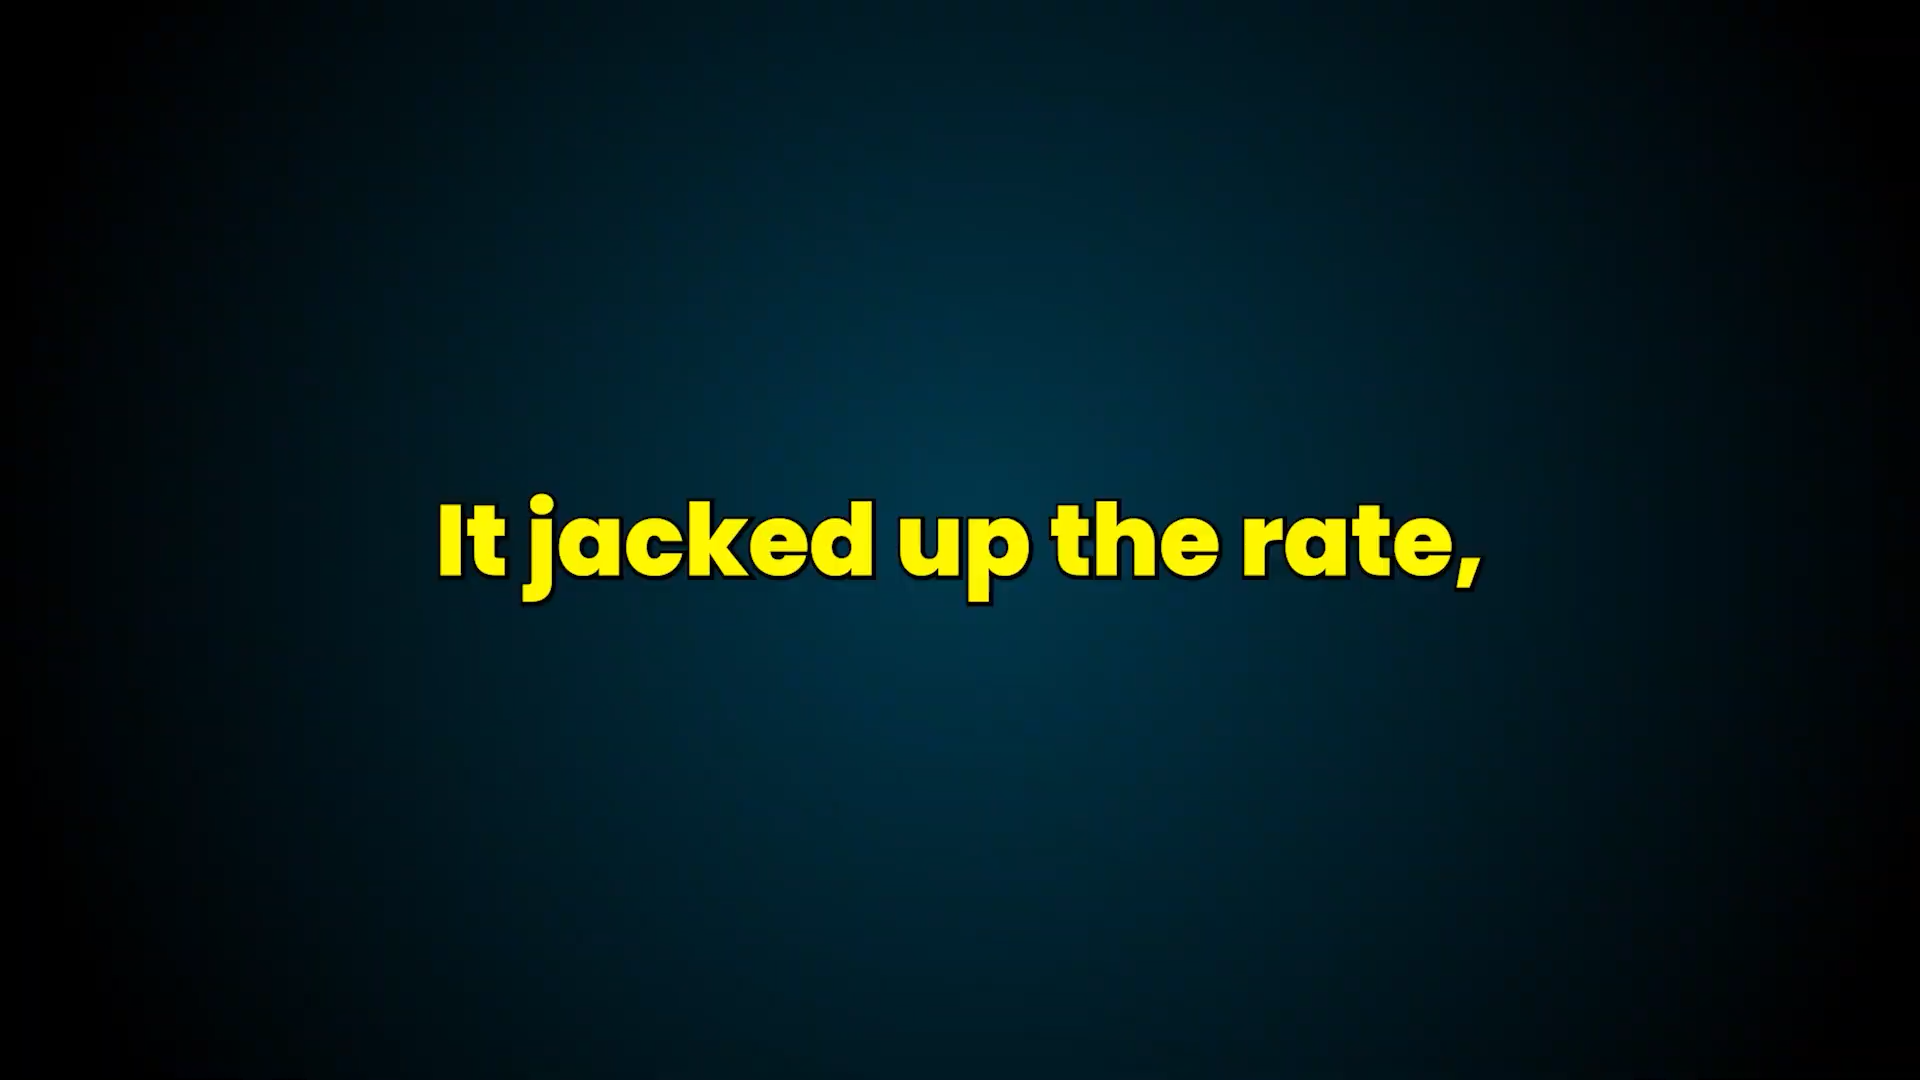 It jacked up the rate,